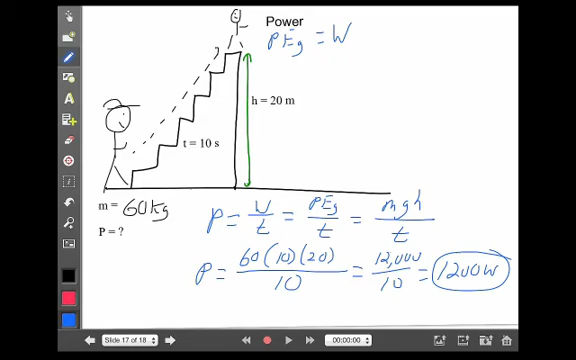 Power
PEg = W
h = 20 m
t = 10 s
m = 60kg
P = W/t = PEg/t = mgh/t
P = ?
P = 60(10)(20)/10 = 12,000/10 = 1200W
Slide 17 of 18
00:00:00